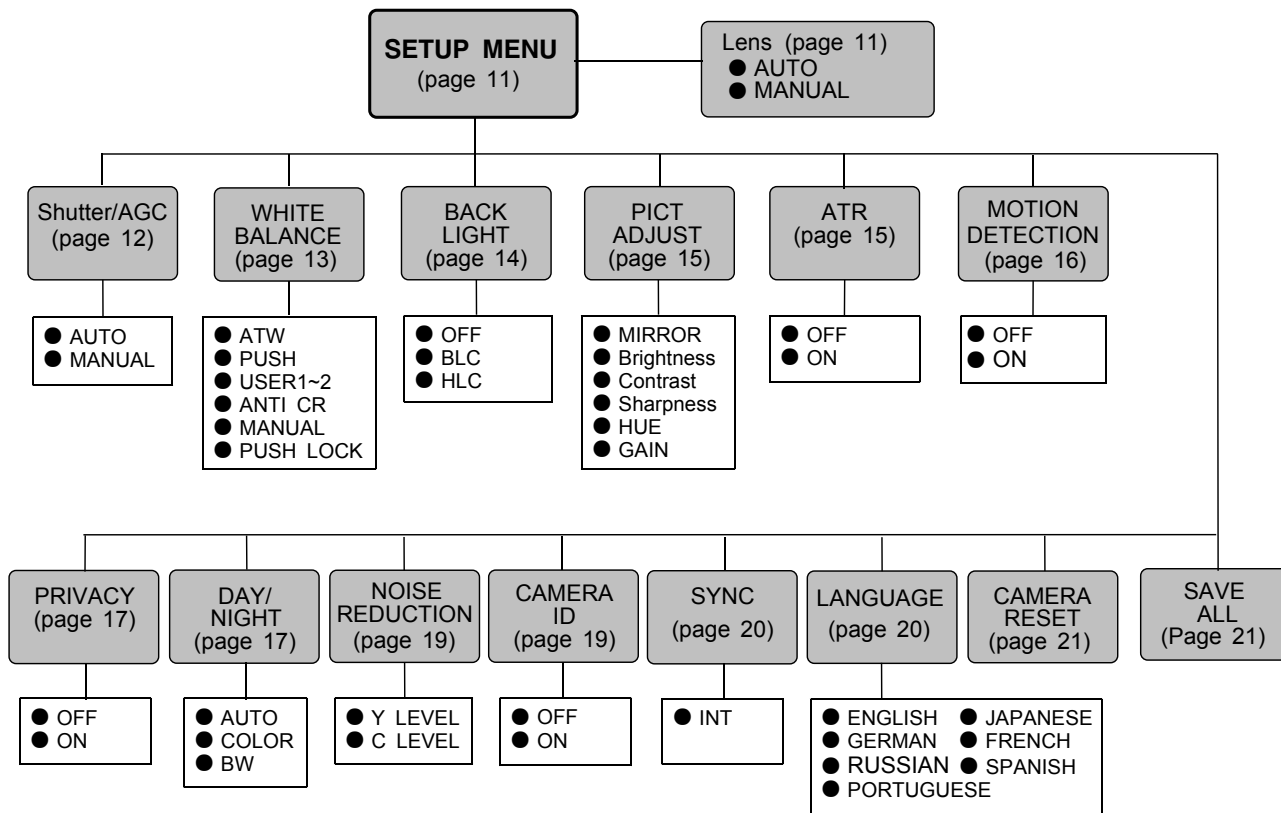 SETUP MENU
(page 11)
Lens (page 11)
● AUTO
● MANUAL
Shutter/AGC
(page 12)
● AUTO
● MANUAL
WHITE
BALANCE
(page 13)
● ATW
● PUSH
● USER1~2
● ANTI CR
● MANUAL
● PUSH LOCK
BACK
LIGHT
(page 14)
● OFF
● BLC
● HLC
PICT
ADJUST
(page 15)
● MIRROR
● Brightness
● Contrast
● Sharpness
● HUE
● GAIN
ATR
(page 15)
● OFF
● ON
MOTION
DETECTION
(page 16)
● OFF
● ON
PRIVACY
(page 17)
● OFF
● ON
DAY/
NIGHT
(page 17)
● AUTO
● COLOR
● BW
NOISE
REDUCTION
(page 19)
● Y LEVEL
● C LEVEL
CAMERA
ID
(page 19)
● OFF
● ON
SYNC
(page 20)
● INT
LANGUAGE
(page 20)
● ENGLISH ● JAPANESE
● GERMAN ● FRENCH
● RUSSIAN ● SPANISH
● PORTUGUESE
CAMERA
RESET
(page 21)
SAVE
ALL
(Page 21)